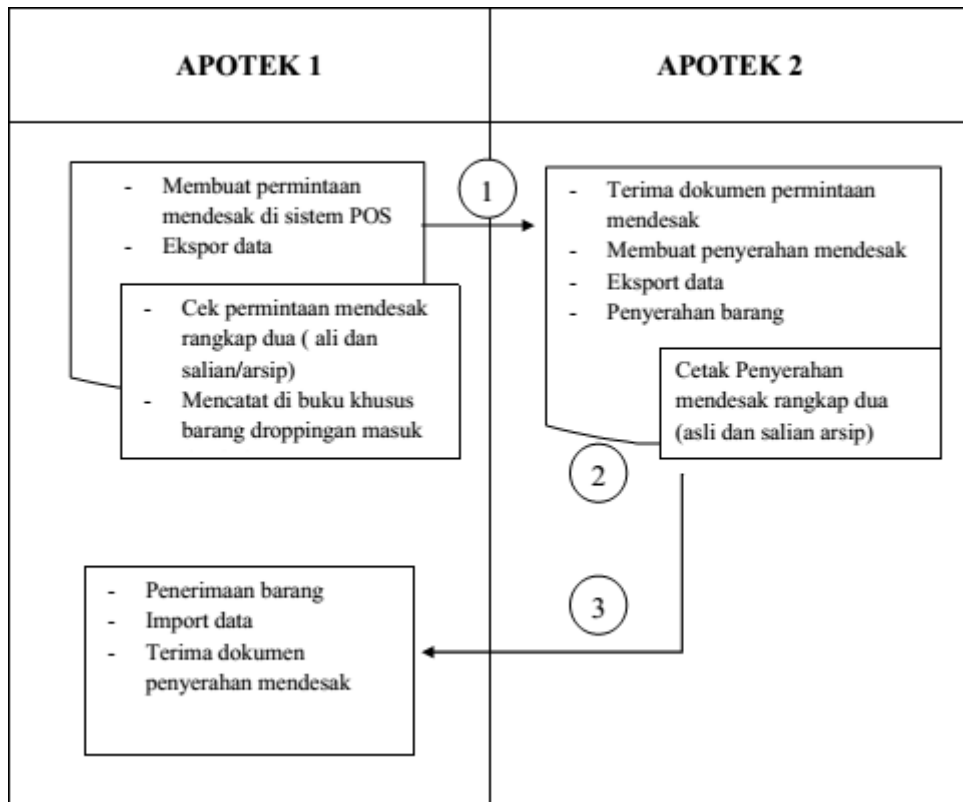 APOTEK 1
APOTEK 2
- Membuat permintaan
mendesak di sistem POS
- Ekspor data
- Cek permintaan mendesak
rangkap dua ( ali dan
salian/arsip)
- Mencatat di buku khusus
barang droppingan masuk
1
- Terima dokumen permintaan
mendesak
- Membuat penyerahan mendesak
- Eksport data
- Penyerahan barang
Cetak Penyerahan
mendesak rangkap dua
(asli dan salian arsip)
2
3
- Penerimaan barang
- Import data
- Terima dokumen
penyerahan mendesak